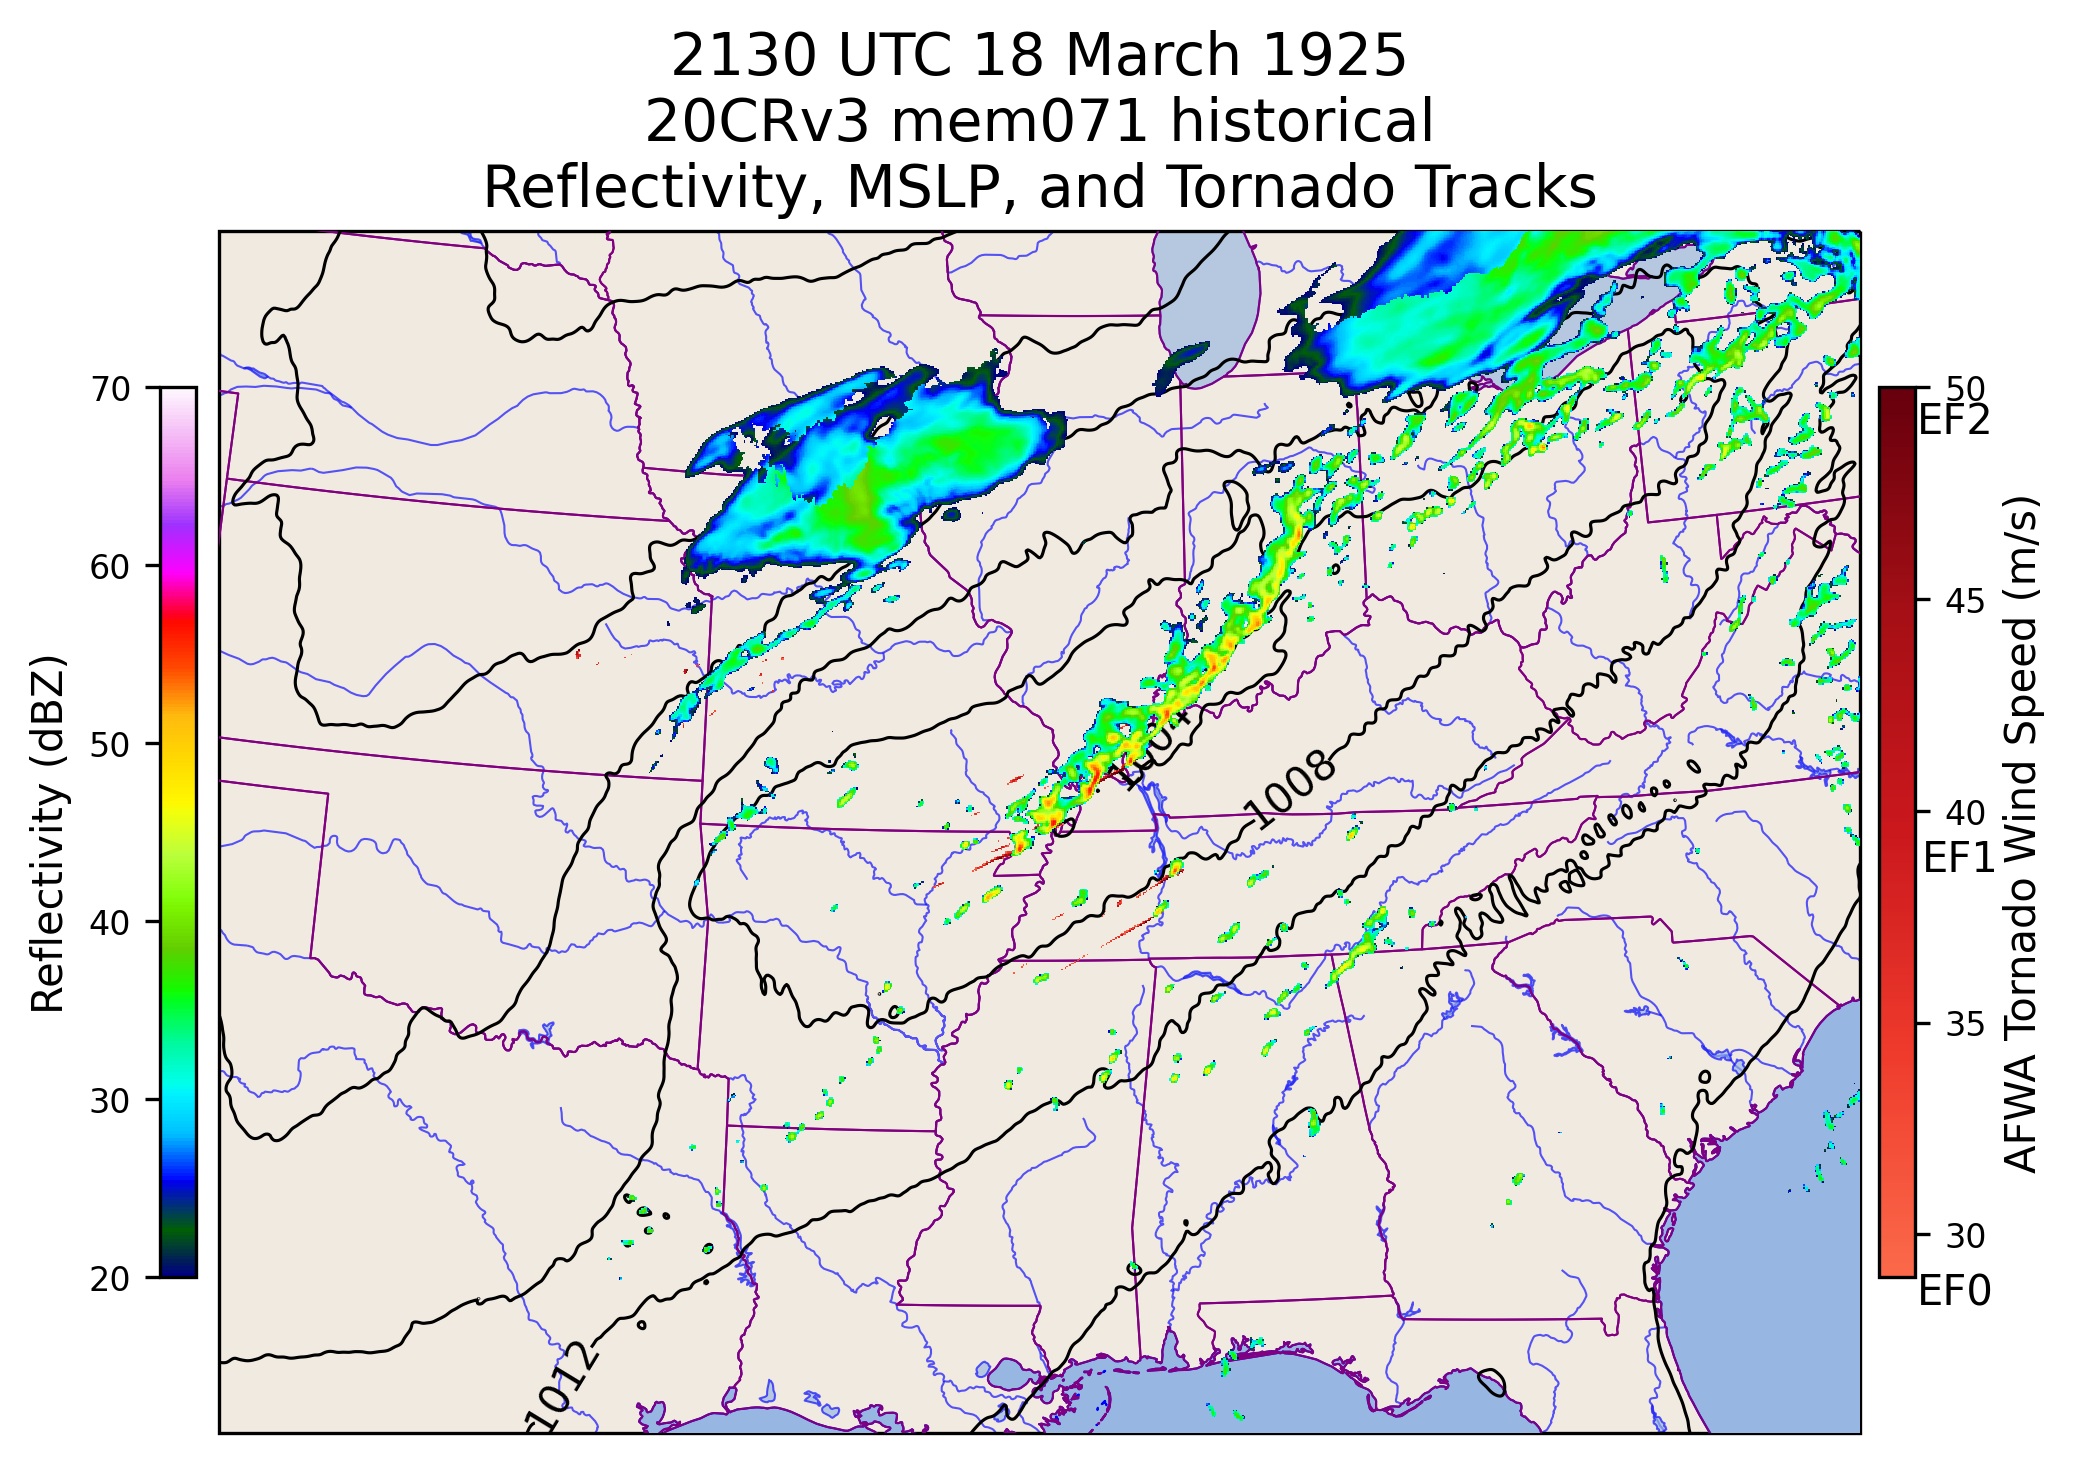 2130 UTC 18 March 1925
20CRv3 mem071 historical
Reflectivity, MSLP, and Tornado Tracks
70
60
50
40
30
20
Reflectivity (dBZ)
1004
1008
1012
50
EF2
45
40
EF1
35
30
EF0
AFWA Tornado Wind Speed (m/s)